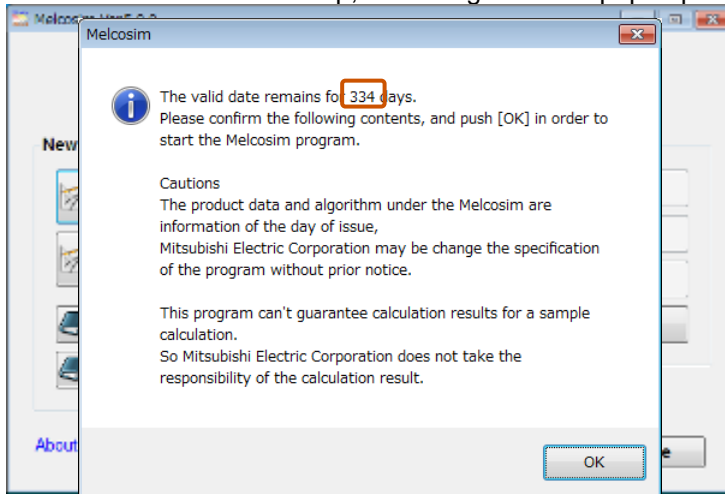 Melcosim
The valid date remains for 334 days.
Please confirm the following contents, and push [OK] in order to
start the Melcosim program.
Cautions
The product data and algorithm under the Melcosim are
information of the day of issue,
Mitsubishi Electric Corporation may be change the specification
of the program without prior notice.
This program can't guarantee calculation results for a sample
calculation.
So Mitsubishi Electric Corporation does not take the
responsibility of the calculation result.
OK
New
About